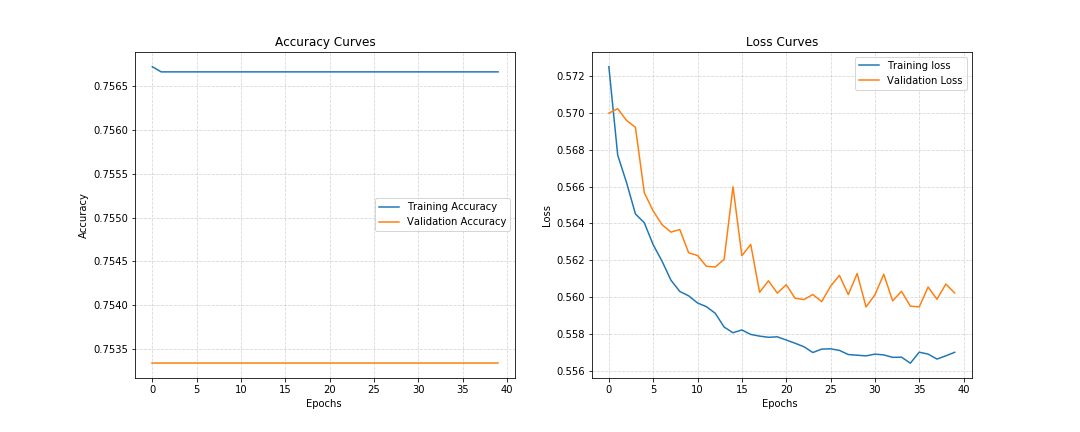 Accuracy Curves
0.7565
0.7560
0.7555
0.7550
0.7545
0.7540
0.7535
Accuracy
0 5 10 15 20 25 30 35 40
Epochs
Training Accuracy
Validation Accuracy
Loss Curves
0.572
0.570
0.568
0.566
0.564
0.562
0.560
0.558
0.556
Loss
0 5 10 15 20 25 30 35 40
Epochs
Training loss
Validation Loss